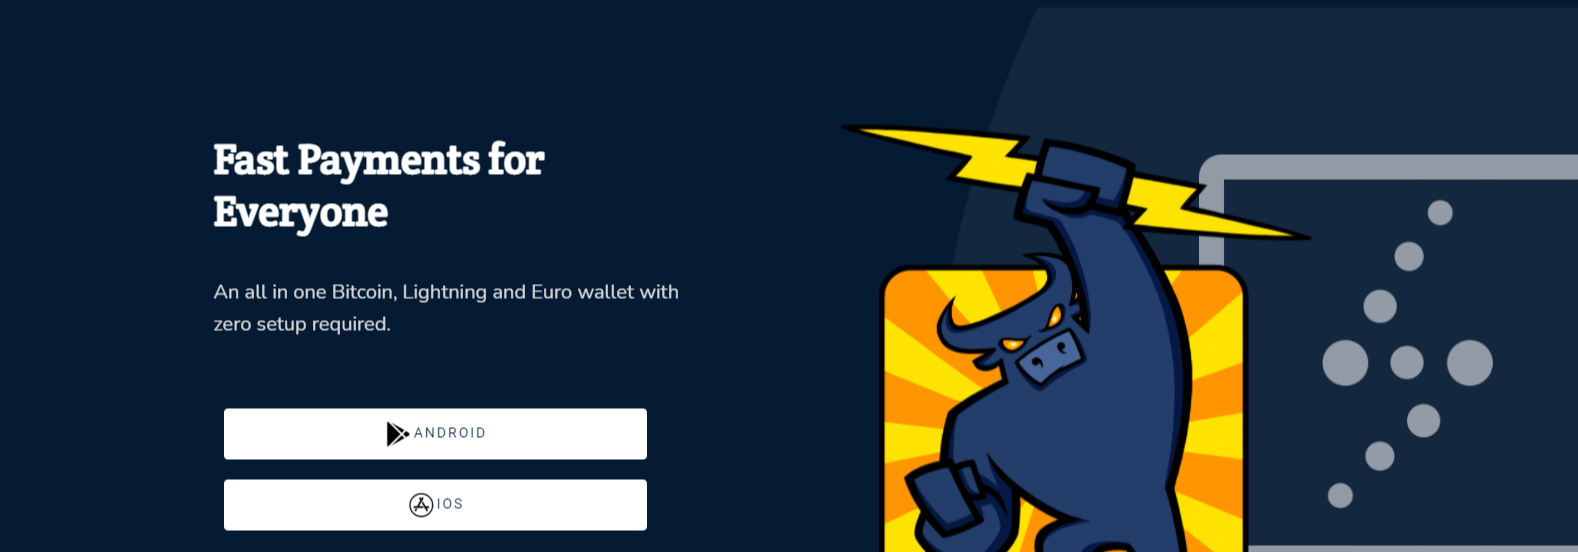 Fast Payments for
Everyone
An all in one Bitcoin, Lightning and Euro wallet with
zero setup required.
ANDROID
IOS